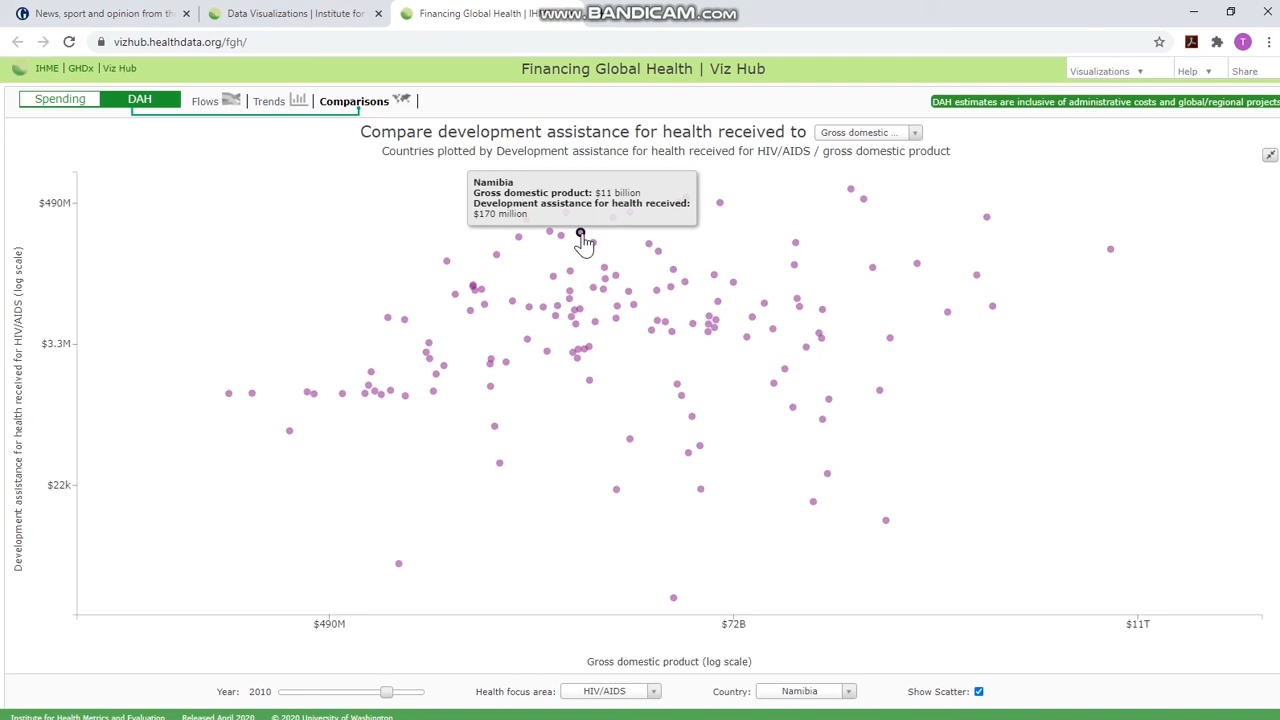 News, sport and opinion from th
Data Visualizations | Institute for
Financing Global Health | IH
WWW.BANDICAM.COM
vizhub.healthdata.org/fgh/
T
IHME | GHDx | Viz Hub
Financing Global Health | Viz Hub
Visualizations
Help
Share
Spending
DAH
Flows
Trends
Comparisons
DAH estimates are inclusive of administrative costs and global/regional projects
Compare development assistance for health received to
Gross domestic ...
Countries plotted by Development assistance for health received for HIV/AIDS / gross domestic product
Namibia
Gross domestic product: $11 billion
Development assistance for health received:
$170 million
$490M
$3.3M
$22k
Development assistance for health received for HIV/AIDS (log scale)
$490M
$72B
$11T
Gross domestic product (log scale)
Year: 2010
Health focus area: HIV/AIDS
Country: Namibia
Show Scatter:
Institute for Health Metrics and Evaluation
Released April 2020
© 2020 University of Washington